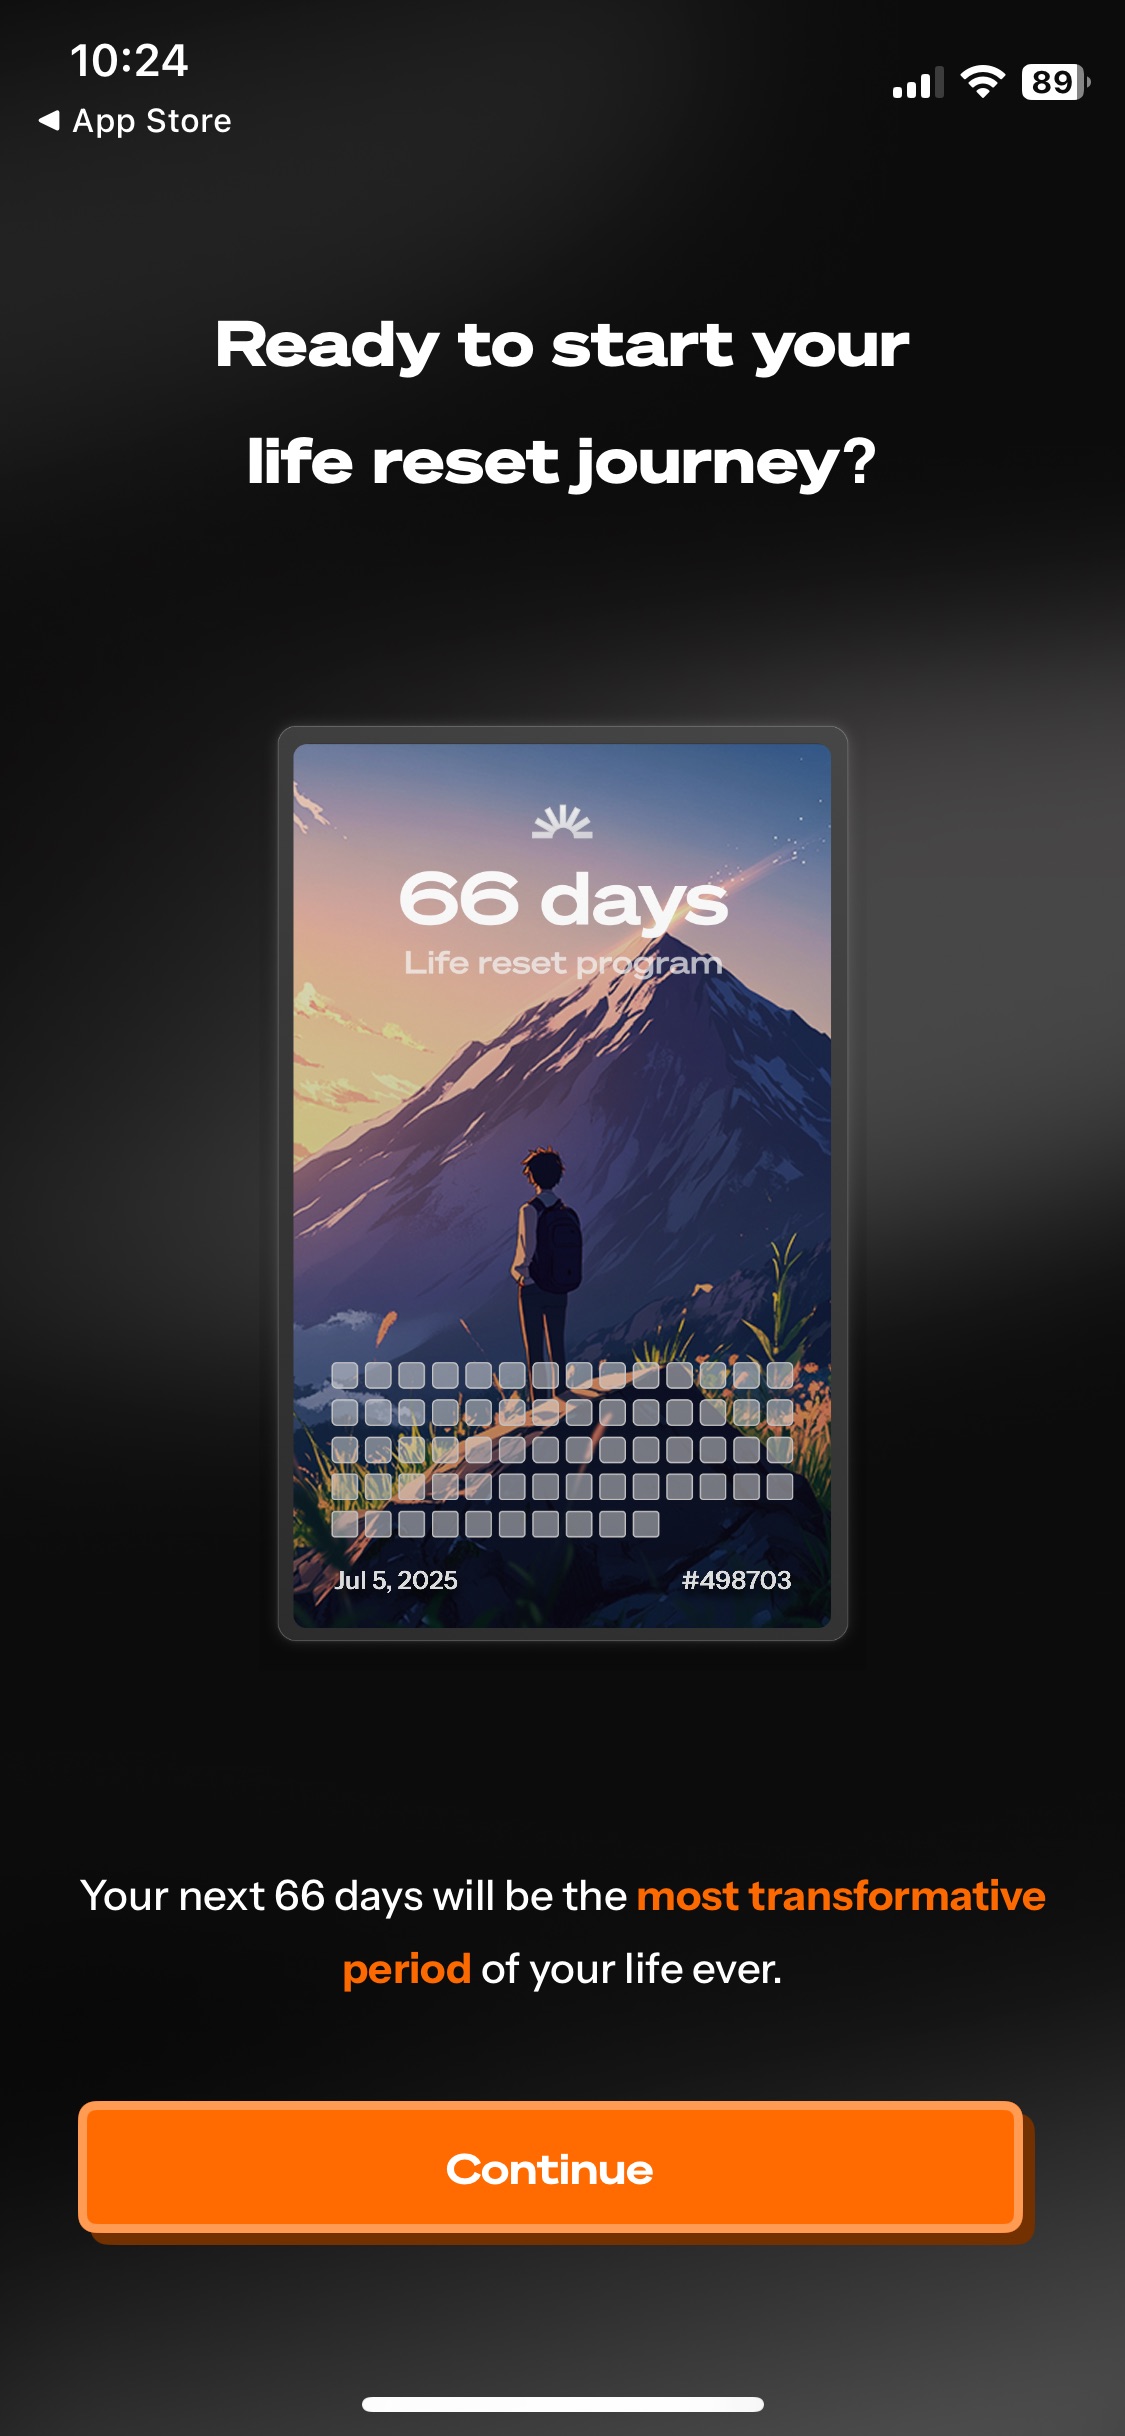 10:24
89
◀ App Store
Ready to start your
life reset journey?
66 days
Life reset program
Jul 5, 2025
#498703
Your next 66 days will be the most transformative
period of your life ever.
Continue